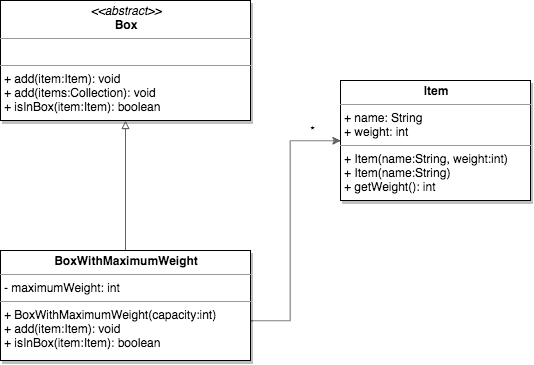 <<abstract>>
Box
+ add(item:Item): void
+ add(items:Collection): void
+ isInBox(item:Item): boolean
Item
+ name: String
+ weight: int
+ Item(name:String, weight:int)
+ Item(name:String)
+ getWeight(): int
*
BoxWithMaximumWeight
- maximumWeight: int
+ BoxWithMaximumWeight(capacity:int)
+ add(item:Item): void
+ isInBox(item:Item): boolean